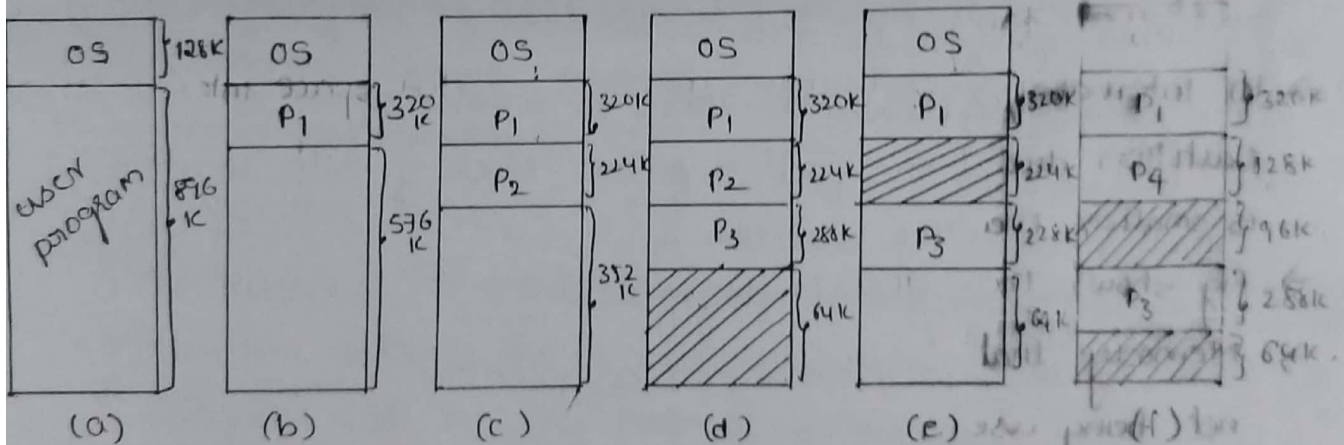 OS
128K
user
program
896
K
(a)
OS
P1
320
K
576
K
(b)
OS
P1
320K
P2
224K
352
K
(c)
OS
P1
320K
P2
224K
P3
288K
64K
(d)
OS
P1
320K
224K
P3
228K
64K
(e)
P1
320K
P4
128K
96K
P3
288K
64K